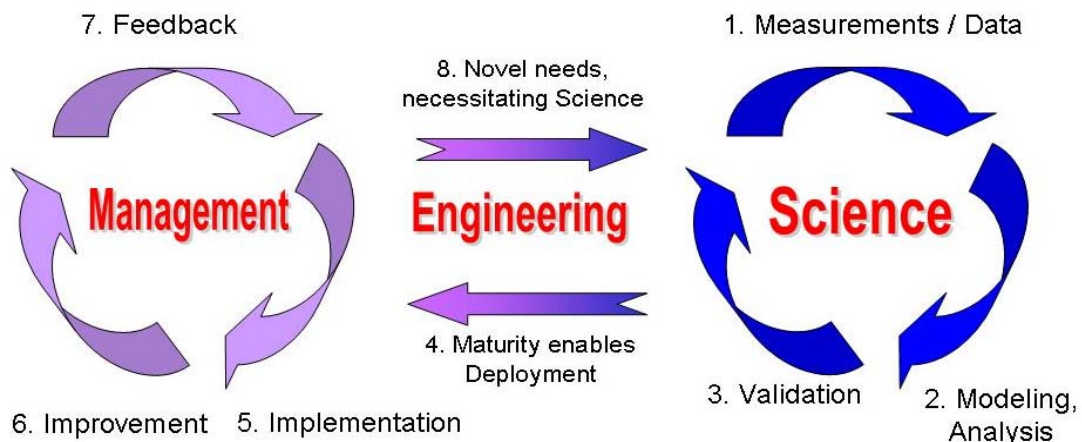 7. Feedback
1. Measurements / Data
8. Novel needs,
necessitating Science
Management
Engineering
Science
4. Maturity enables
Deployment
3. Validation
2. Modeling,
Analysis
6. Improvement
5. Implementation